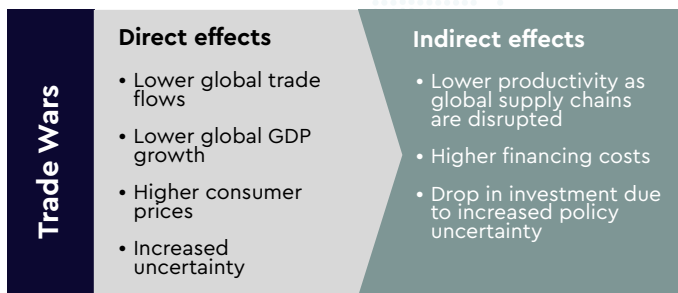 Trade Wars
Direct effects
• Lower global trade
flows
• Lower global GDP
growth
• Higher consumer
prices
• Increased
uncertainty
Indirect effects
• Lower productivity as
global supply chains
are disrupted
• Higher financing costs
• Drop in investment due
to increased policy
uncertainty